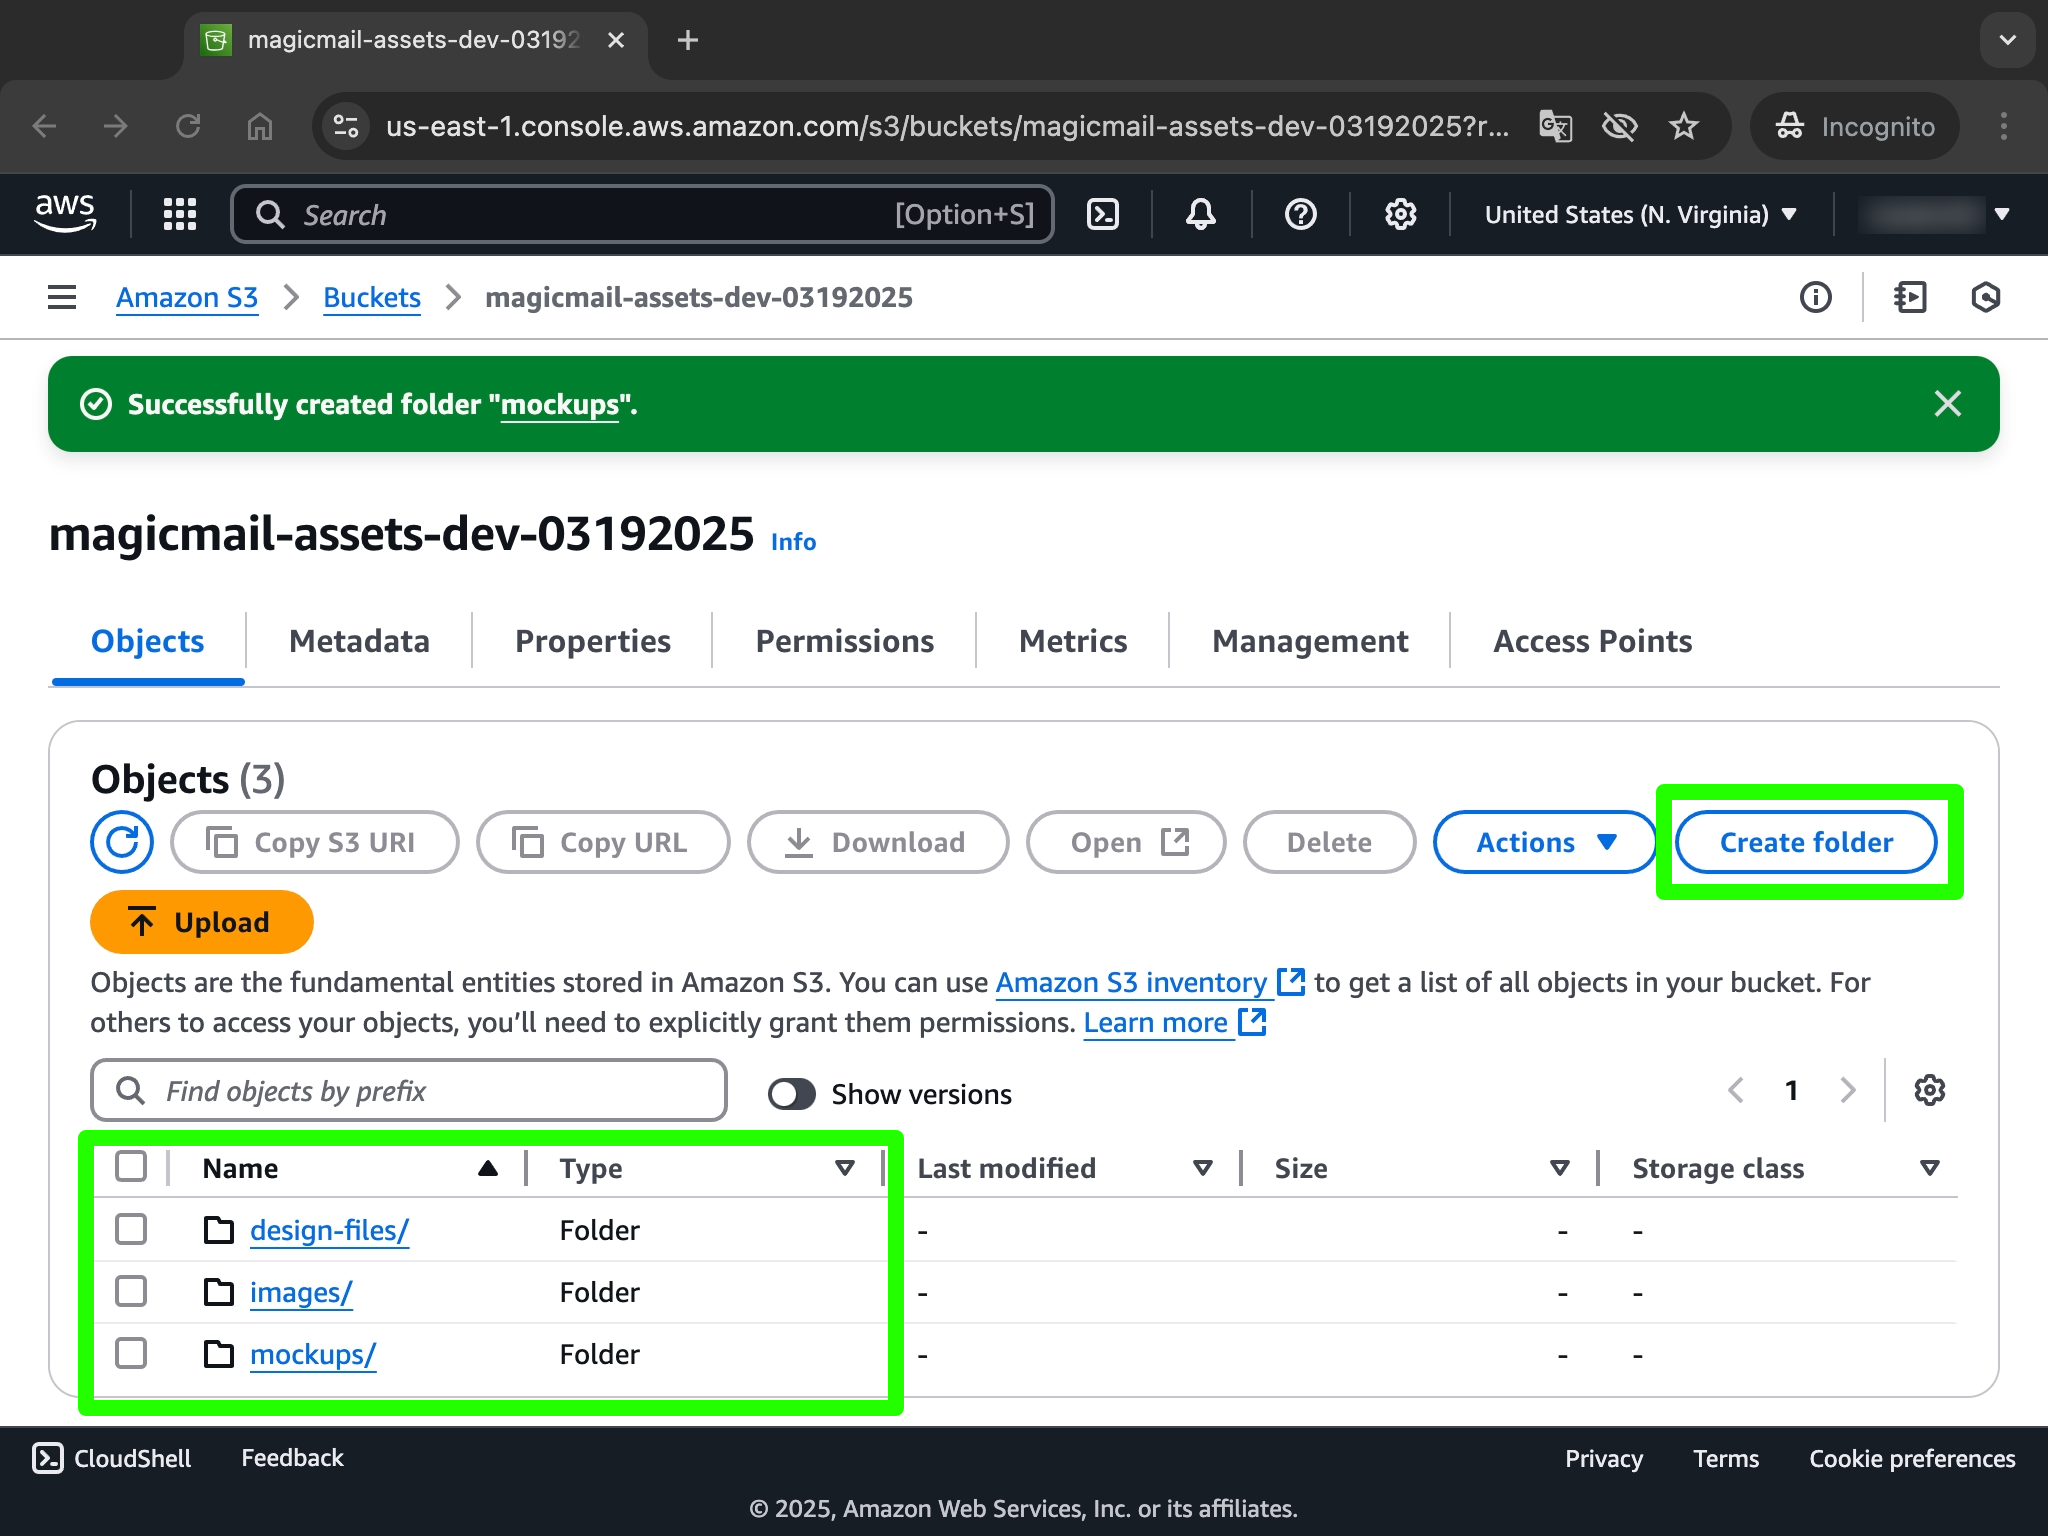 magicmail-assets-dev-03192
us-east-1.console.aws.amazon.com/s3/buckets/magicmail-assets-dev-03192025?r...
Incognito
aws
Search
[Option+S]
United States (N. Virginia)
Amazon S3
Buckets
magicmail-assets-dev-03192025
Successfully created folder "mockups".
magicmail-assets-dev-03192025 Info
Objects
Metadata
Properties
Permissions
Metrics
Management
Access Points
Objects (3)
Copy S3 URI
Copy URL
Download
Open
Delete
Actions
Create folder
Upload
Objects are the fundamental entities stored in Amazon S3. You can use Amazon S3 inventory to get a list of all objects in your bucket. For
others to access your objects, you’ll need to explicitly grant them permissions. Learn more
Find objects by prefix
Show versions
1
Name Type Last modified Size Storage class
design-files/ Folder - - -
images/ Folder - - -
mockups/ Folder - - -
CloudShell
Feedback
Privacy
Terms
Cookie preferences
© 2025, Amazon Web Services, Inc. or its affiliates.